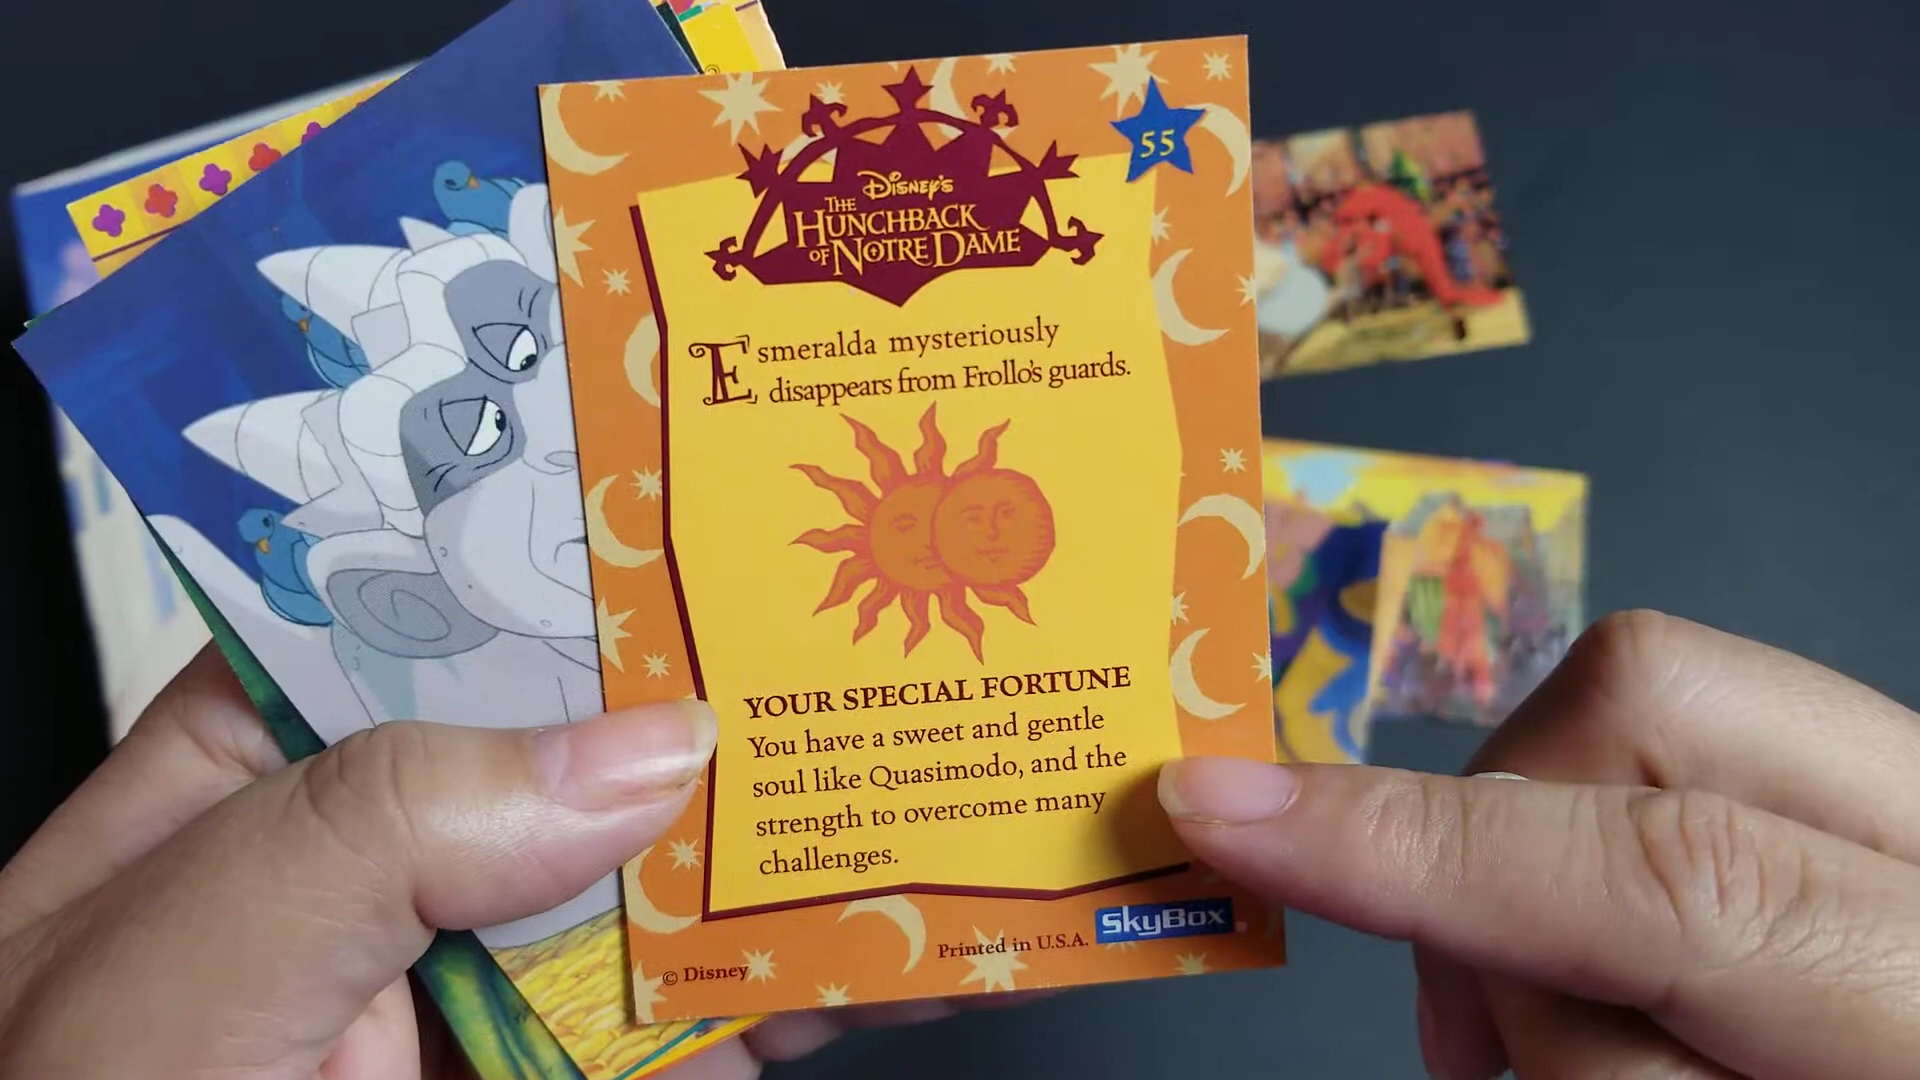 55
Disney's
THE
HUNCHBACK
OF NOTRE DAME
Esmeralda mysteriously
disappears from Frollo's guards.
YOUR SPECIAL FORTUNE
You have a sweet and gentle
soul like Quasimodo, and the
strength to overcome many
challenges.
SkyBox
Printed in U.S.A.
© Disney